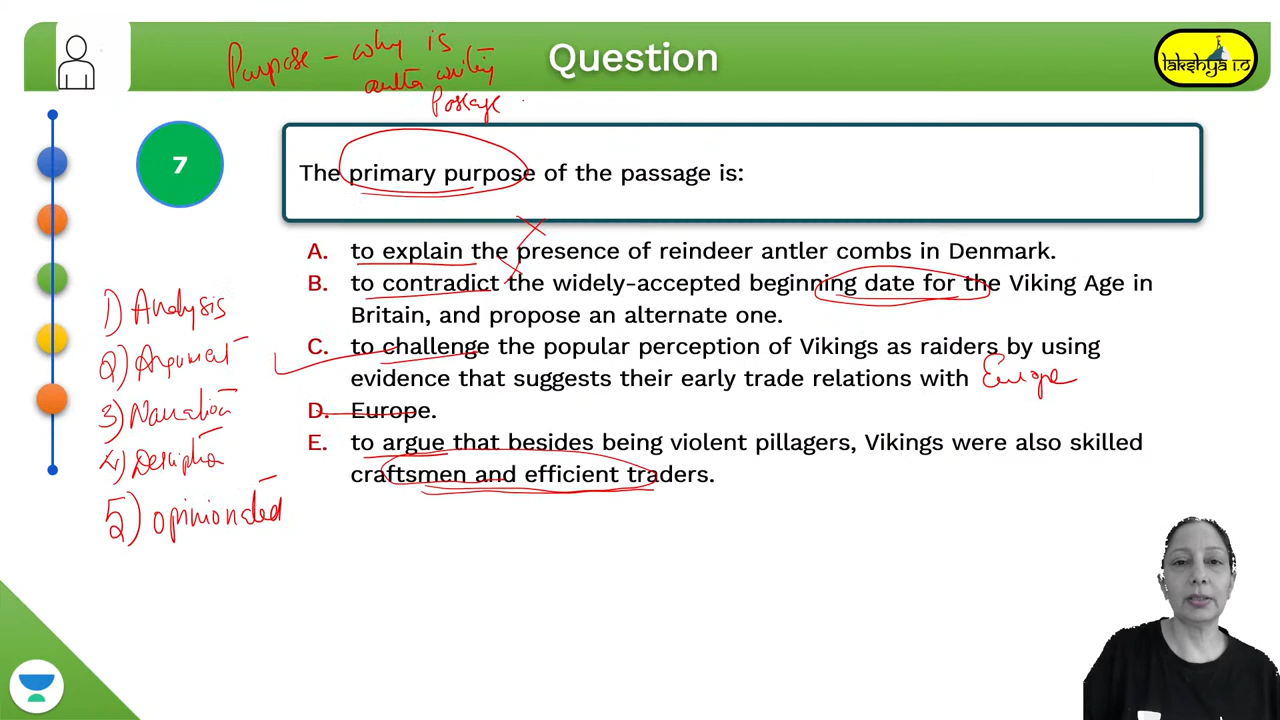 Purpose – why is
writing
Passage
Question
lakshya i.o
7
The primary purpose of the passage is:
A. to explain the presence of reindeer antler combs in Denmark.
B. to contradict the widely-accepted beginning date for the Viking Age in
Britain, and propose an alternate one.
C. to challenge the popular perception of Vikings as raiders by using
evidence that suggests their early trade relations with Europe
D. Europe.
E. to argue that besides being violent pillagers, Vikings were also skilled
craftsmen and efficient traders.
1) Analysis
2) Argument
3) Narration
4) Description
5) opinionated